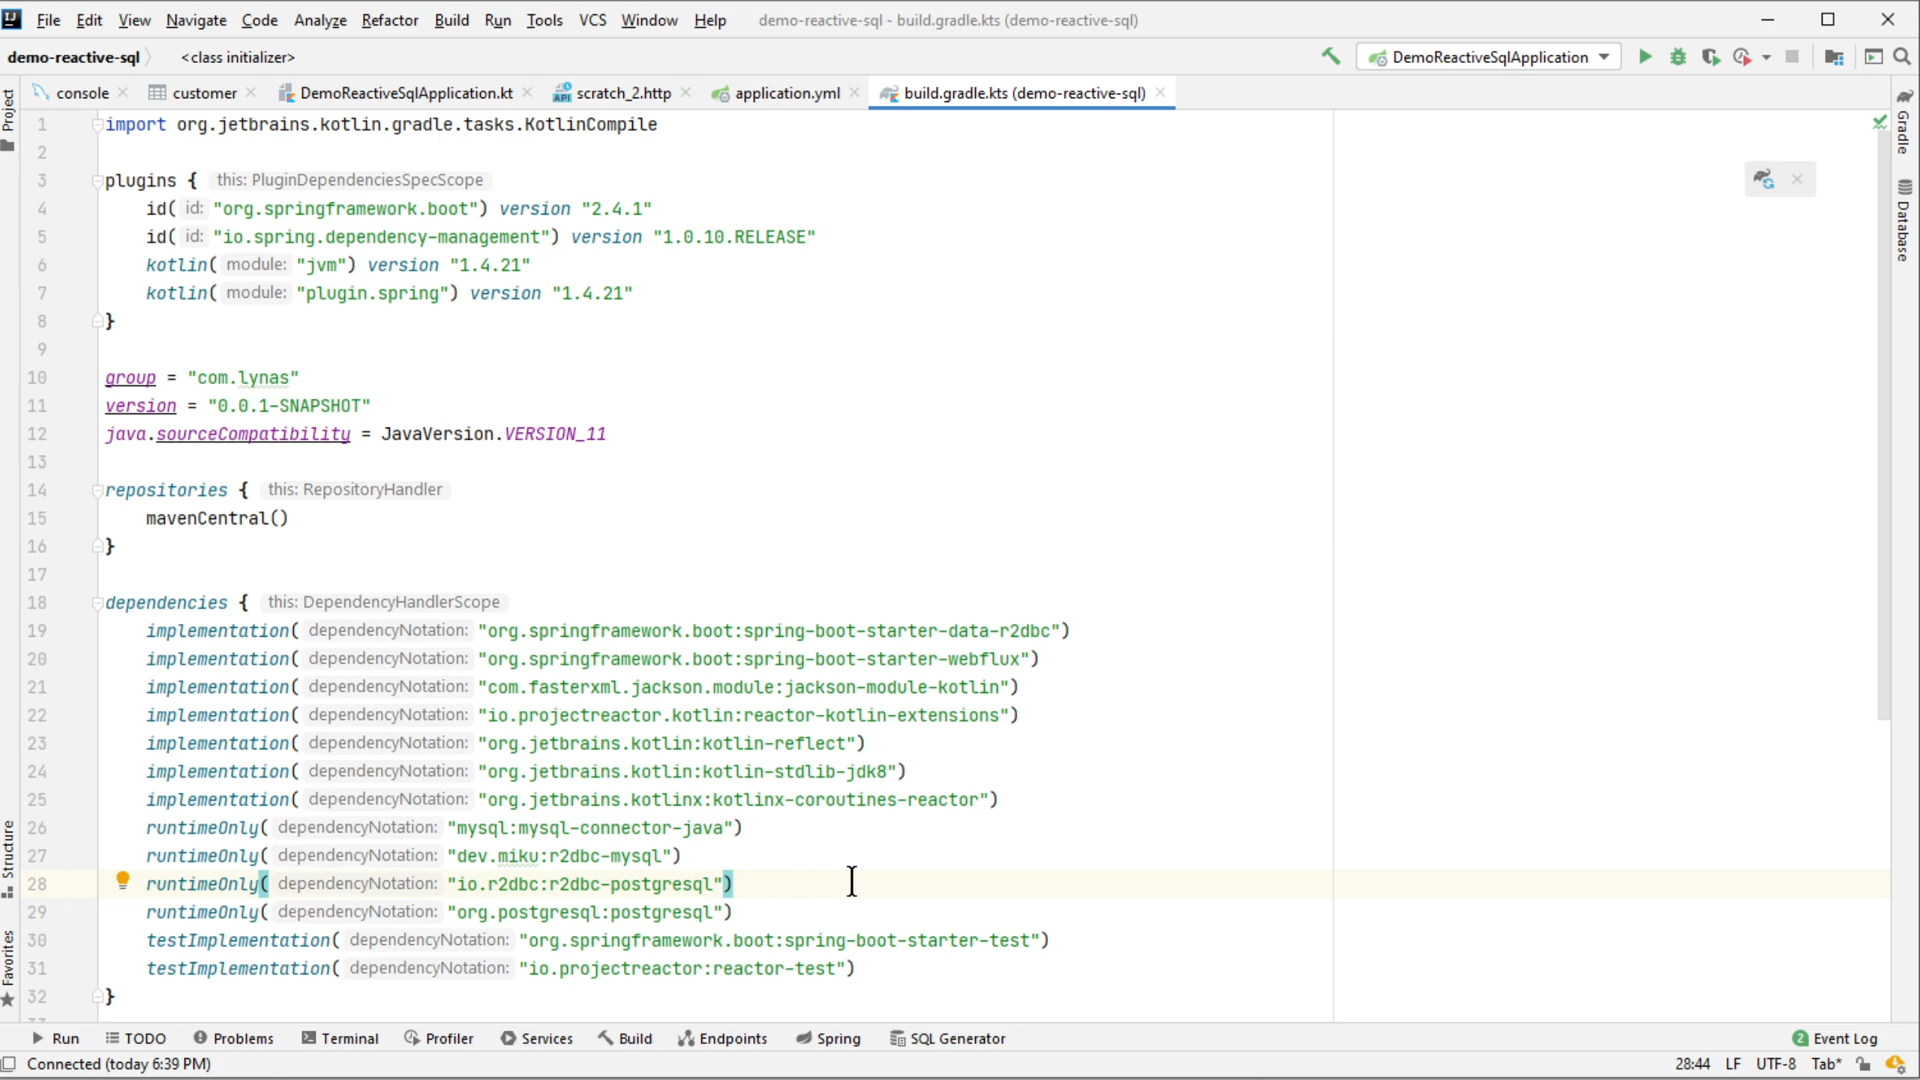 File Edit View Navigate Code Analyze Refactor Build Run Tools VCS Window Help demo-reactive-sql - build.gradle.kts (demo-reactive-sql)
demo-reactive-sql <class initializer> DemoReactiveSqlApplication
console customer DemoReactiveSqlApplication.kt scratch_2.http application.yml build.gradle.kts (demo-reactive-sql)
Project
Gradle
Database
Structure
Favorites
1 import org.jetbrains.kotlin.gradle.tasks.KotlinCompile
2
3 plugins { this: PluginDependenciesSpecScope
4 id( id: "org.springframework.boot") version "2.4.1"
5 id( id: "io.spring.dependency-management") version "1.0.10.RELEASE"
6 kotlin( module: "jvm") version "1.4.21"
7 kotlin( module: "plugin.spring") version "1.4.21"
8 }
9
10 group = "com.lynas"
11 version = "0.0.1-SNAPSHOT"
12 java.sourceCompatibility = JavaVersion.VERSION_11
13
14 repositories { this: RepositoryHandler
15 mavenCentral()
16 }
17
18 dependencies { this: DependencyHandlerScope
19 implementation( dependencyNotation: "org.springframework.boot:spring-boot-starter-data-r2dbc")
20 implementation( dependencyNotation: "org.springframework.boot:spring-boot-starter-webflux")
21 implementation( dependencyNotation: "com.fasterxml.jackson.module:jackson-module-kotlin")
22 implementation( dependencyNotation: "io.projectreactor.kotlin:reactor-kotlin-extensions")
23 implementation( dependencyNotation: "org.jetbrains.kotlin:kotlin-reflect")
24 implementation( dependencyNotation: "org.jetbrains.kotlin:kotlin-stdlib-jdk8")
25 implementation( dependencyNotation: "org.jetbrains.kotlinx:kotlinx-coroutines-reactor")
26 runtimeOnly( dependencyNotation: "mysql:mysql-connector-java")
27 runtimeOnly( dependencyNotation: "dev.miku:r2dbc-mysql")
28 runtimeOnly( dependencyNotation: "io.r2dbc:r2dbc-postgresql")
29 runtimeOnly( dependencyNotation: "org.postgresql:postgresql")
30 testImplementation( dependencyNotation: "org.springframework.boot:spring-boot-starter-test")
31 testImplementation( dependencyNotation: "io.projectreactor:reactor-test")
32 }
Run TODO Problems Terminal Profiler Services Build Endpoints Spring SQL Generator 2 Event Log
Connected (today 6:39 PM) 28:44 LF UTF-8 Tab*